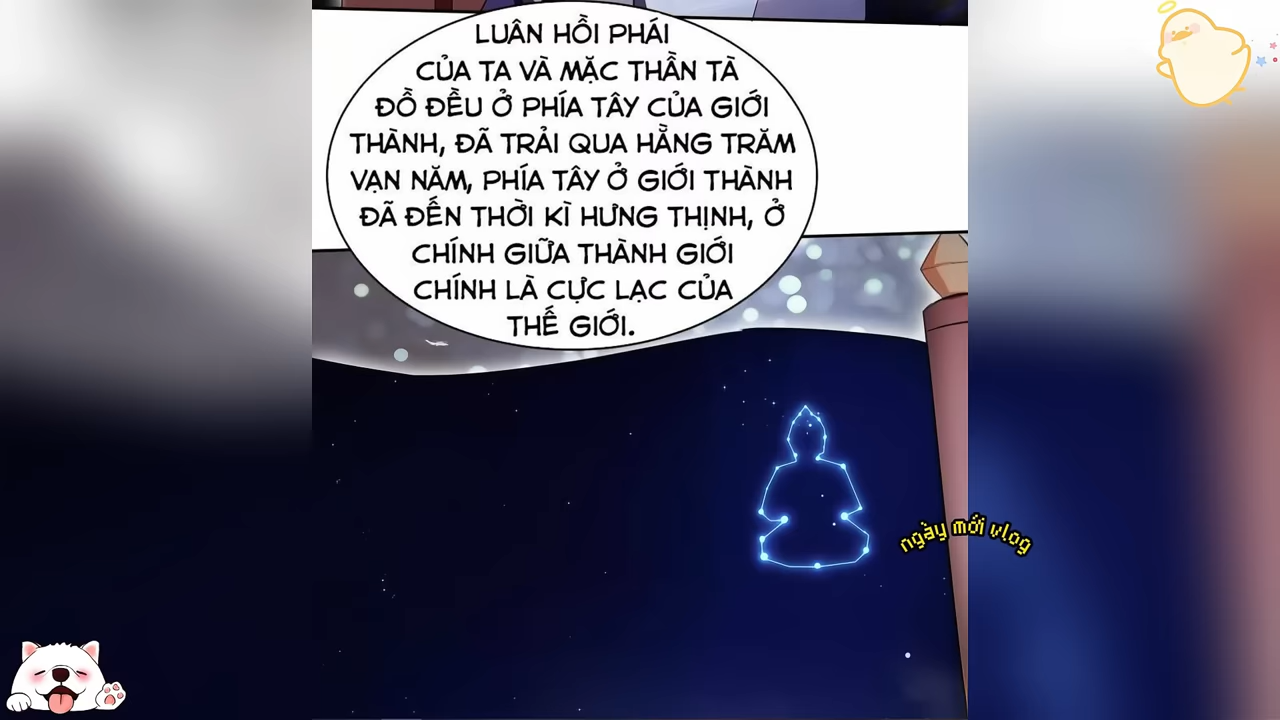 LUÂN HỒI PHÁI
CỦA TA VÀ MẶC THẦN TÀ
ĐỒ ĐỀU Ở PHÍA TÂY CỦA GIỚI
THÀNH, ĐÃ TRẢI QUA HẰNG TRĂM
VẠN NĂM, PHÍA TÂY Ở GIỚI THÀNH
ĐÃ ĐẾN THỜI KÌ HƯNG THỊNH, Ở
CHÍNH GIỮA THÀNH GIỚI
CHÍNH LÀ CỰC LẠC CỦA
THẾ GIỚI.
ngày mới vlog